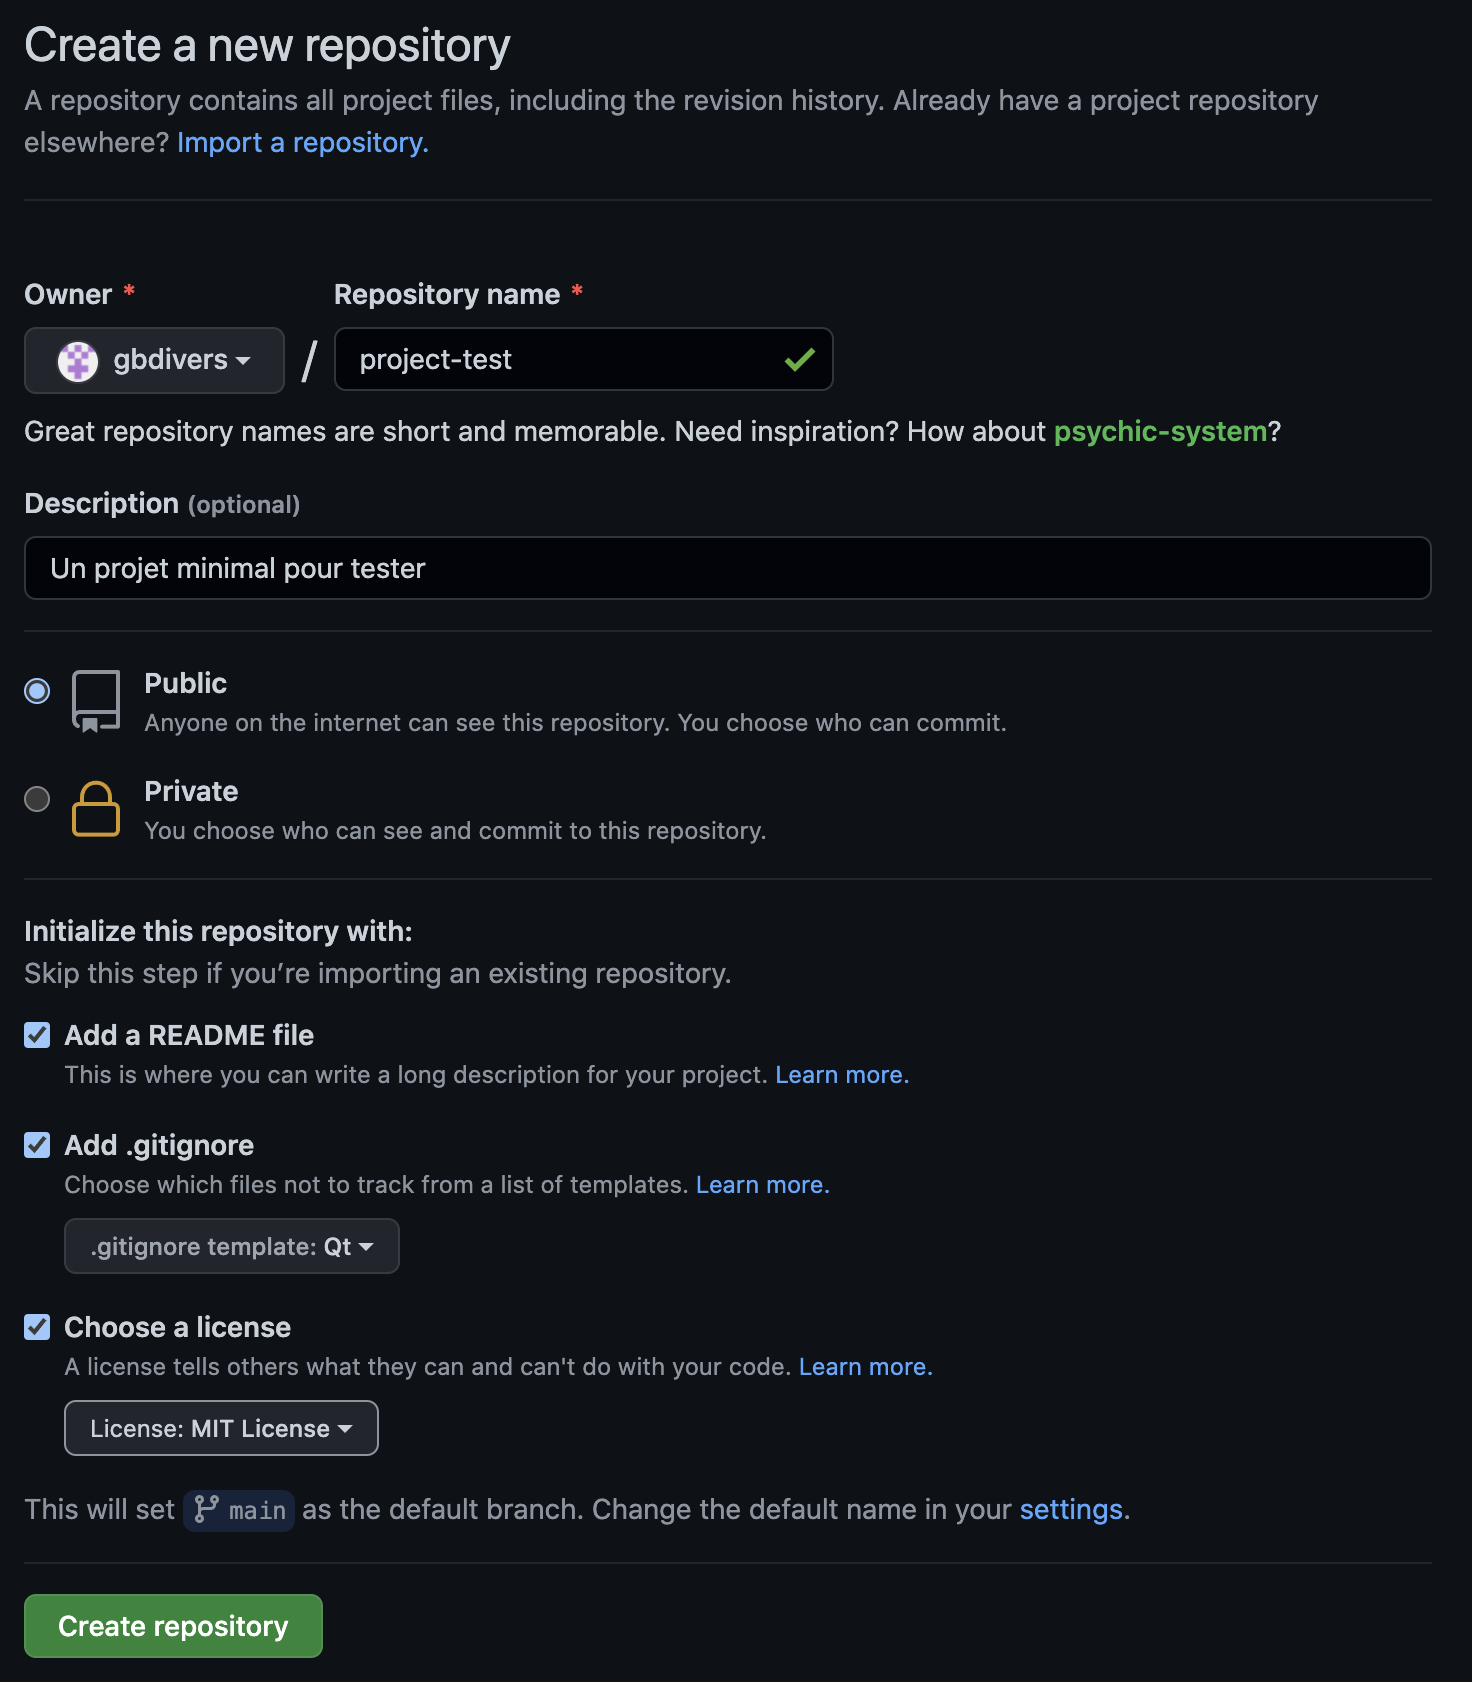 Create a new repository
A repository contains all project files, including the revision history. Already have a project repository
elsewhere? Import a repository.
Owner * Repository name *
gbdivers / project-test
Great repository names are short and memorable. Need inspiration? How about psychic-system?
Description (optional)
Un projet minimal pour tester
Public
Anyone on the internet can see this repository. You choose who can commit.
Private
You choose who can see and commit to this repository.
Initialize this repository with:
Skip this step if you’re importing an existing repository.
Add a README file
This is where you can write a long description for your project. Learn more.
Add .gitignore
Choose which files not to track from a list of templates. Learn more.
.gitignore template: Qt
Choose a license
A license tells others what they can and can't do with your code. Learn more.
License: MIT License
This will set main as the default branch. Change the default name in your settings.
Create repository